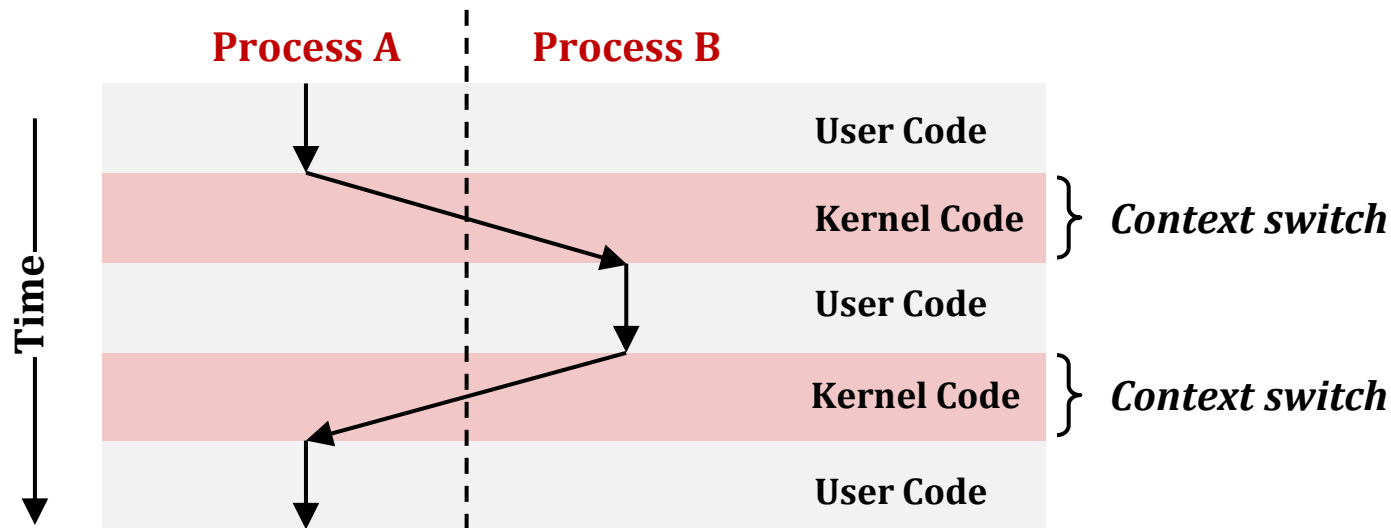 Process A
Process B
User Code
Kernel Code
Context switch
User Code
Time
Kernel Code
Context switch
User Code